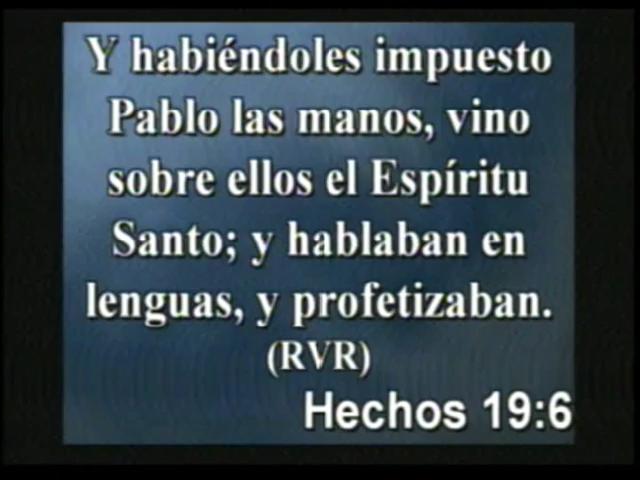 Y habiéndoles impuesto
Pablo las manos, vino
sobre ellos el Espíritu
Santo; y hablaban en
lenguas, y profetizaban.
(RVR)
Hechos 19:6